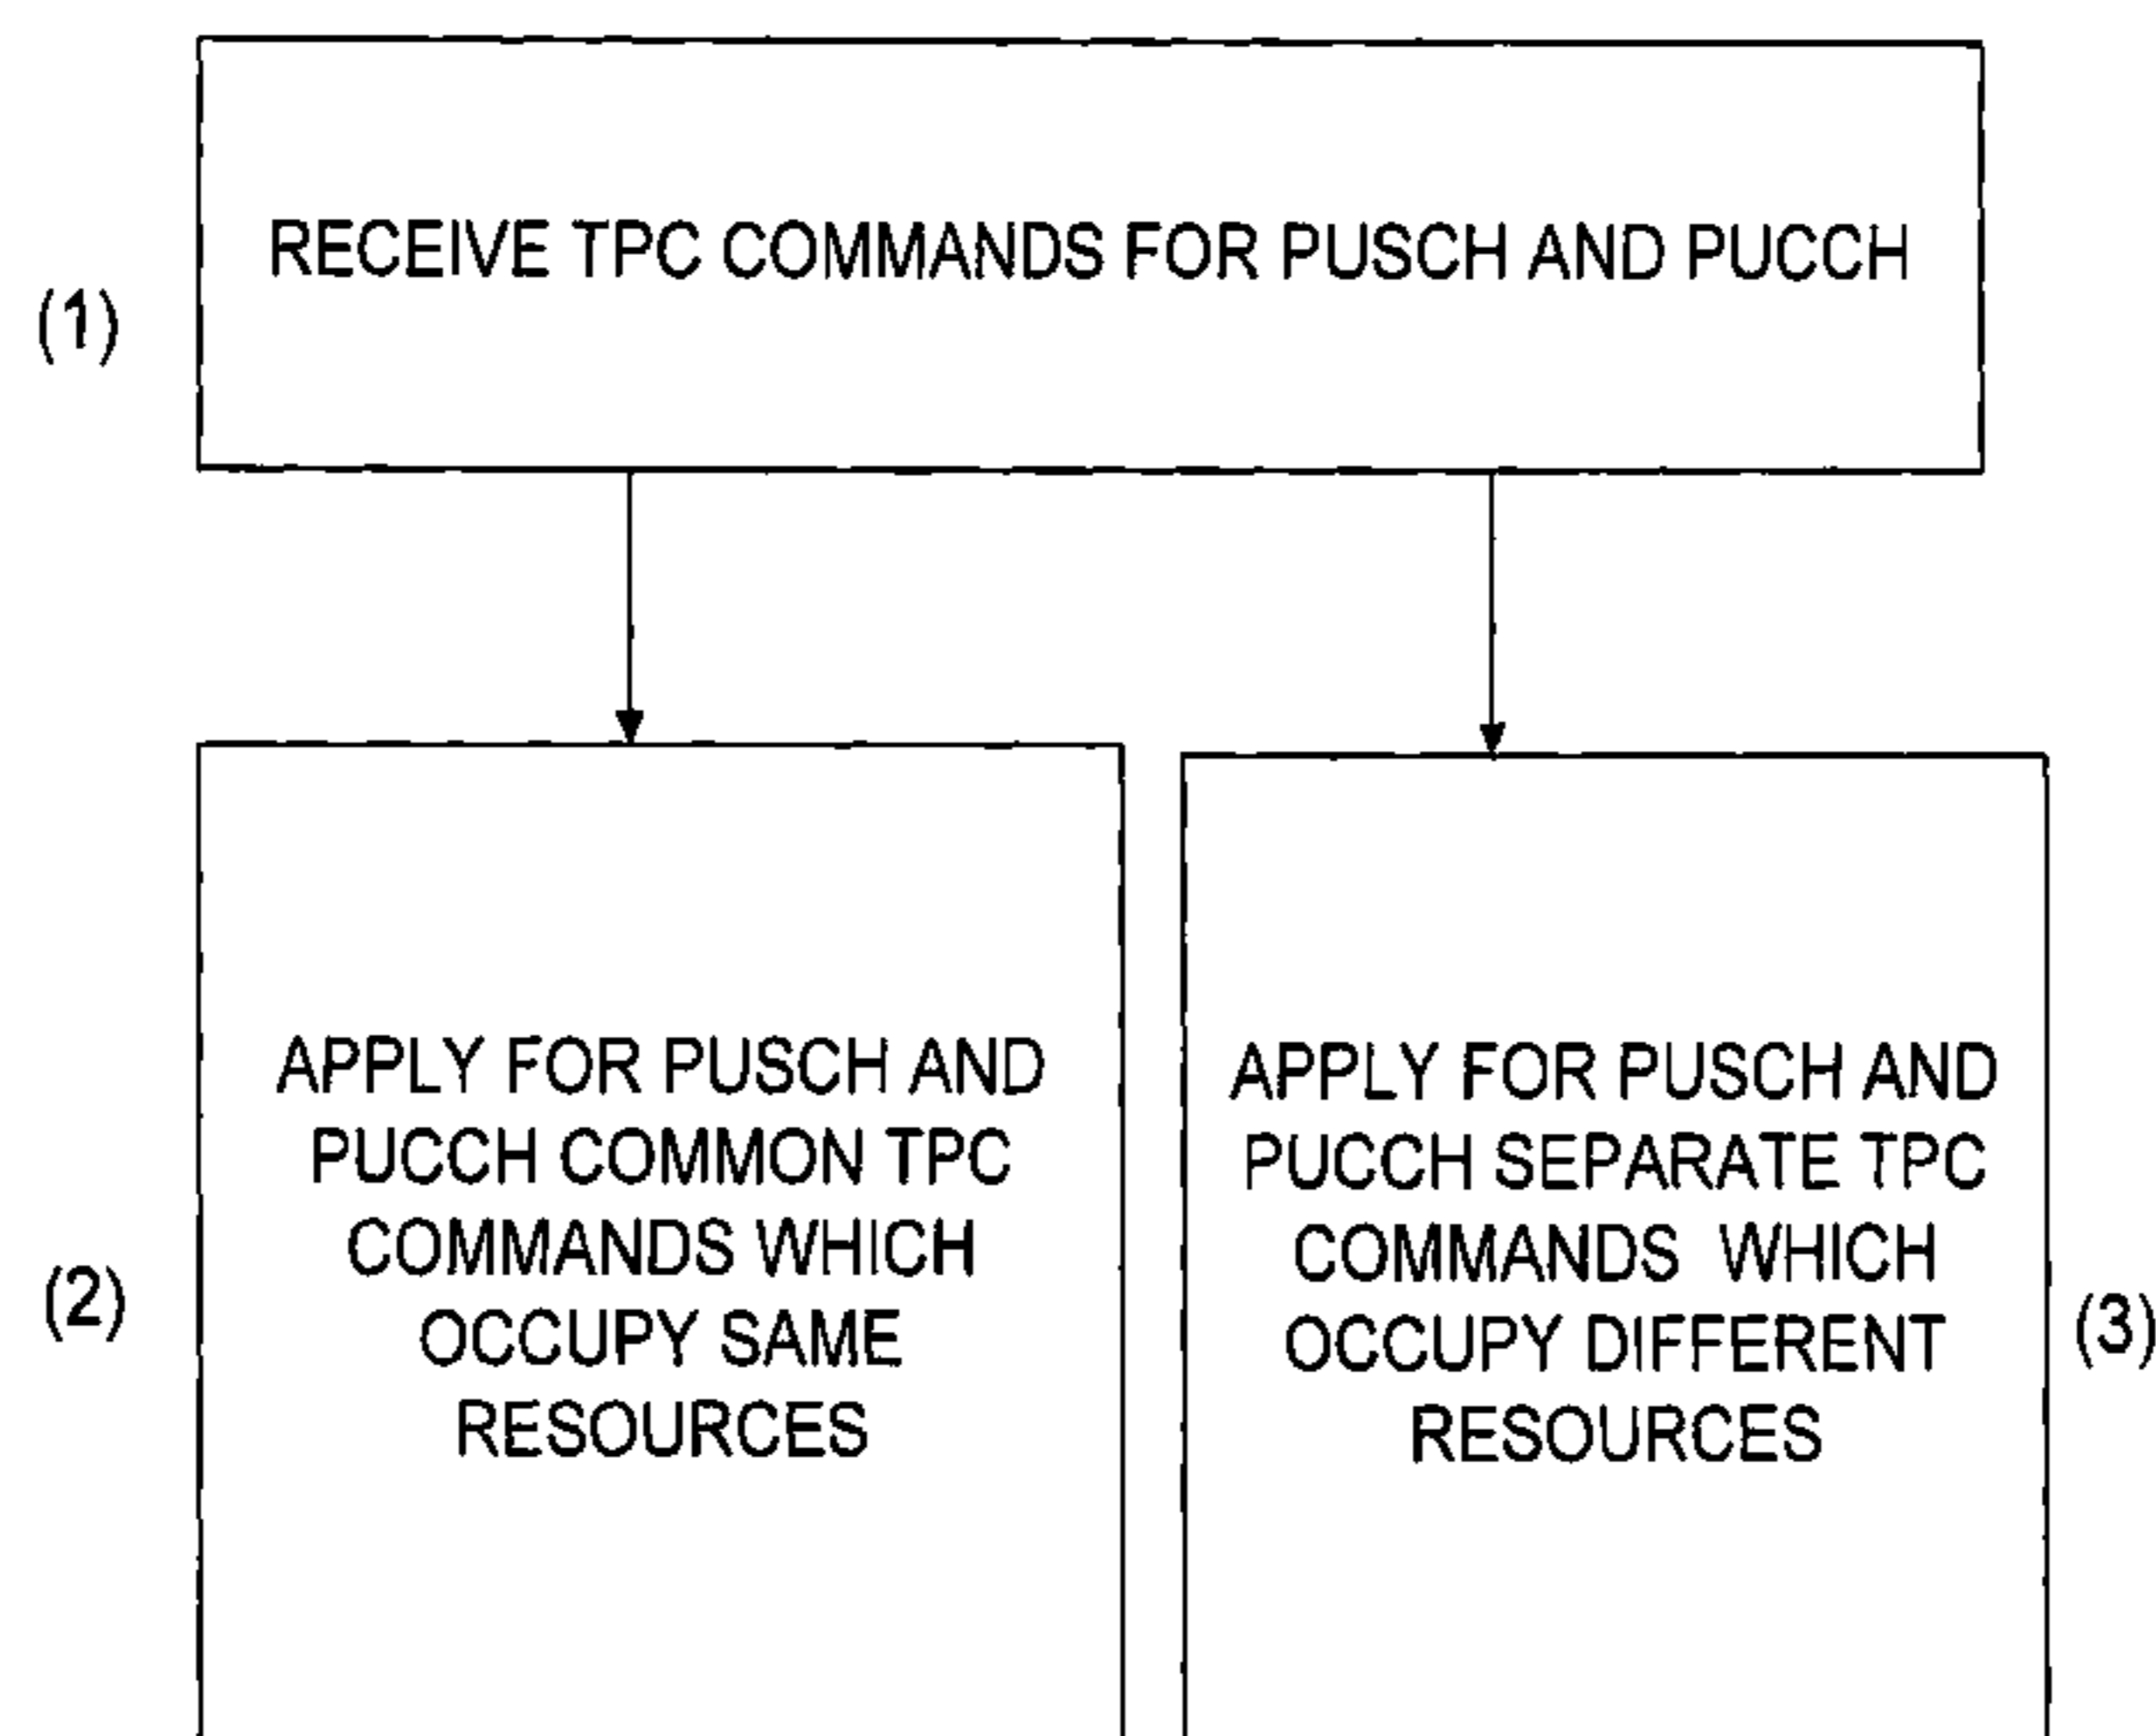 RECEIVE TPC COMMANDS FOR PUSCH AND PUCCH
(1)
APPLY FOR PUSCH AND
PUCCH COMMON TPC
COMMANDS WHICH
OCCUPY SAME
RESOURCES
(2)
APPLY FOR PUSCH AND
PUCCH SEPARATE TPC
COMMANDS WHICH
OCCUPY DIFFERENT
RESOURCES
(3)